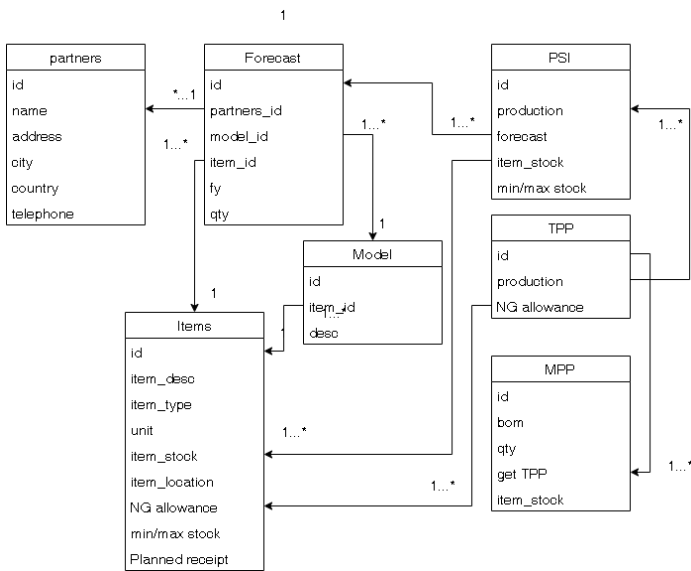 1
partners
id
name
address
city
country
telephone
*...1
Forecast
id
partners_id
model_id
item_id
fy
qty
1...*
1...*
1
1
1...*
PSI
id
production
forecast
item_stock
min/max stock
1...*
TPP
id
production
NG allowance
Model
id
item_id
1...*
desc
Items
id
item_desc
item_type
unit
item_stock
item_location
NG allowance
min/max stock
Planned receipt
1...*
1...*
MPP
id
bom
qty
get TPP
item_stock
1...*